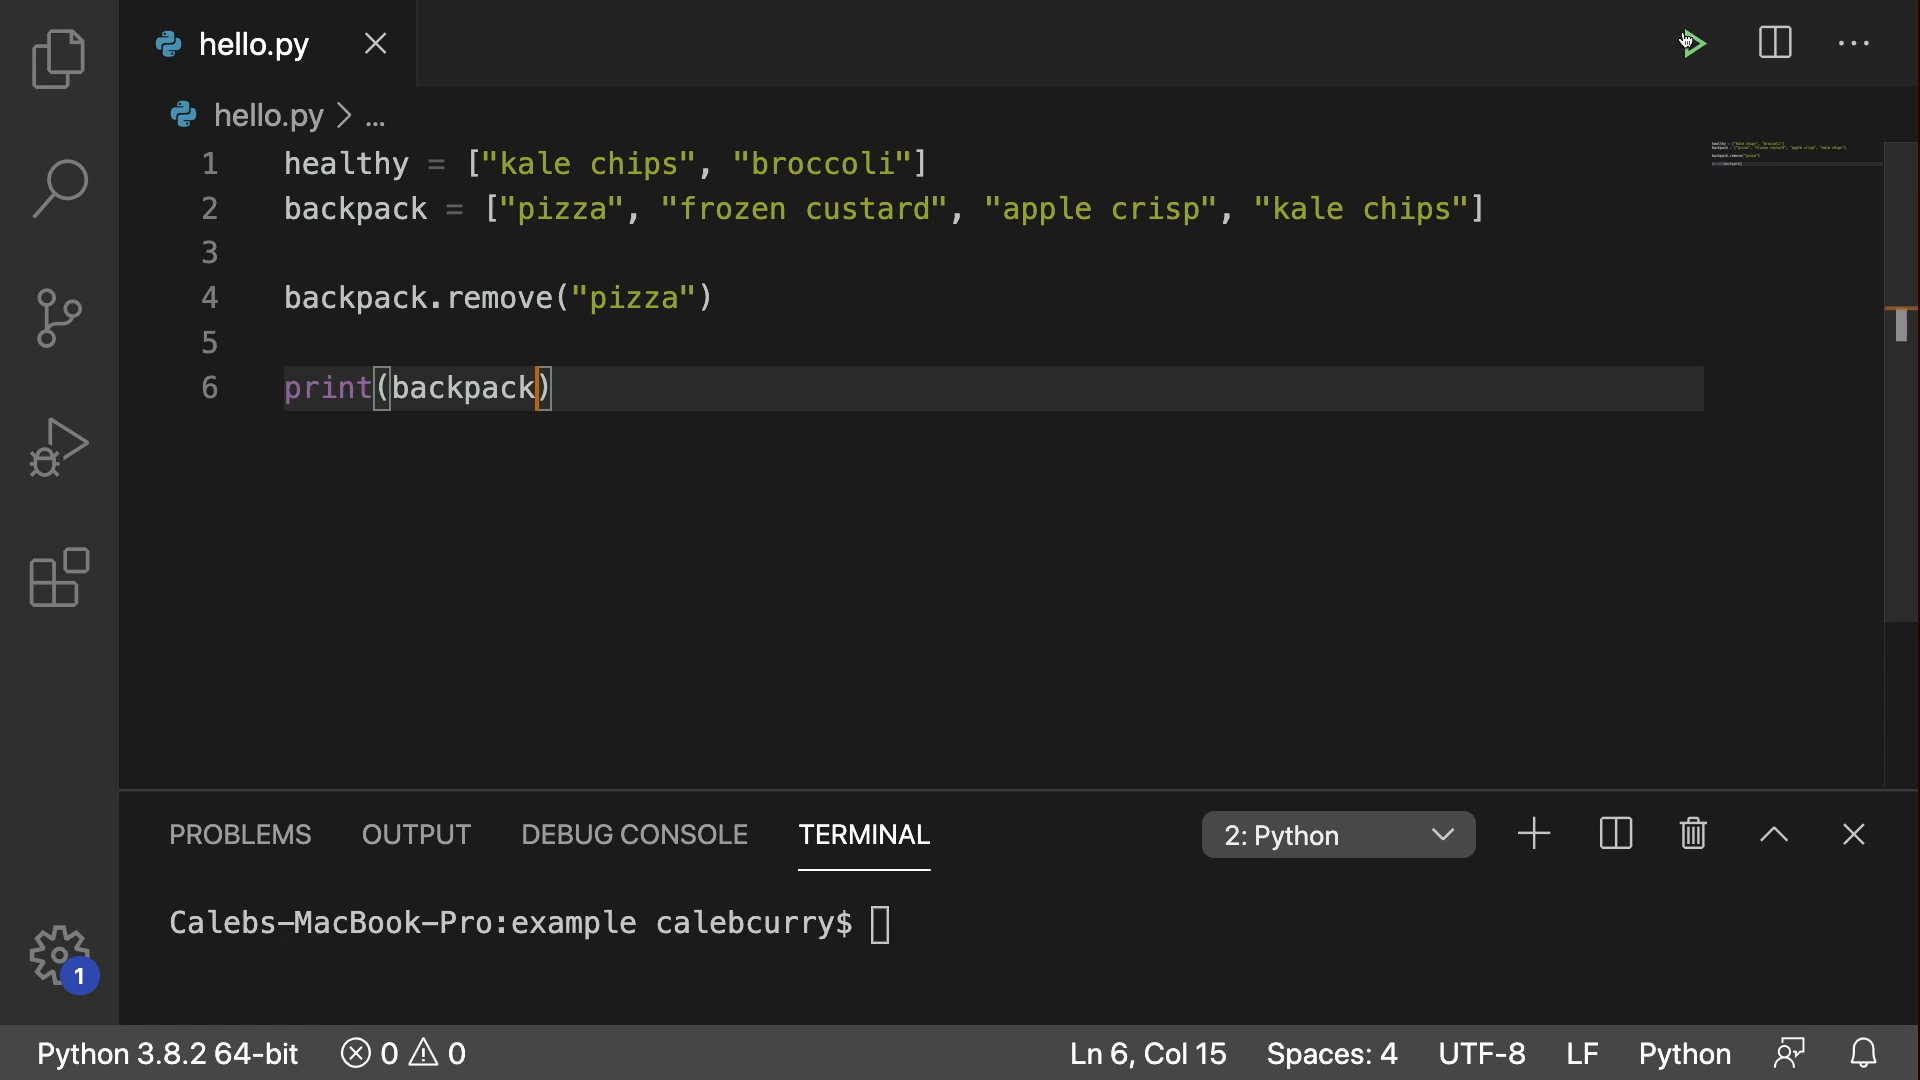 hello.py
hello.py > ...
1 healthy = ["kale chips", "broccoli"]
2 backpack = ["pizza", "frozen custard", "apple crisp", "kale chips"]
3
4 backpack.remove("pizza")
5
6 print(backpack)
PROBLEMS OUTPUT DEBUG CONSOLE TERMINAL 2: Python
Calebs-MacBook-Pro:example calebcurry$
1
Python 3.8.2 64-bit 0 0 Ln 6, Col 15 Spaces: 4 UTF-8 LF Python